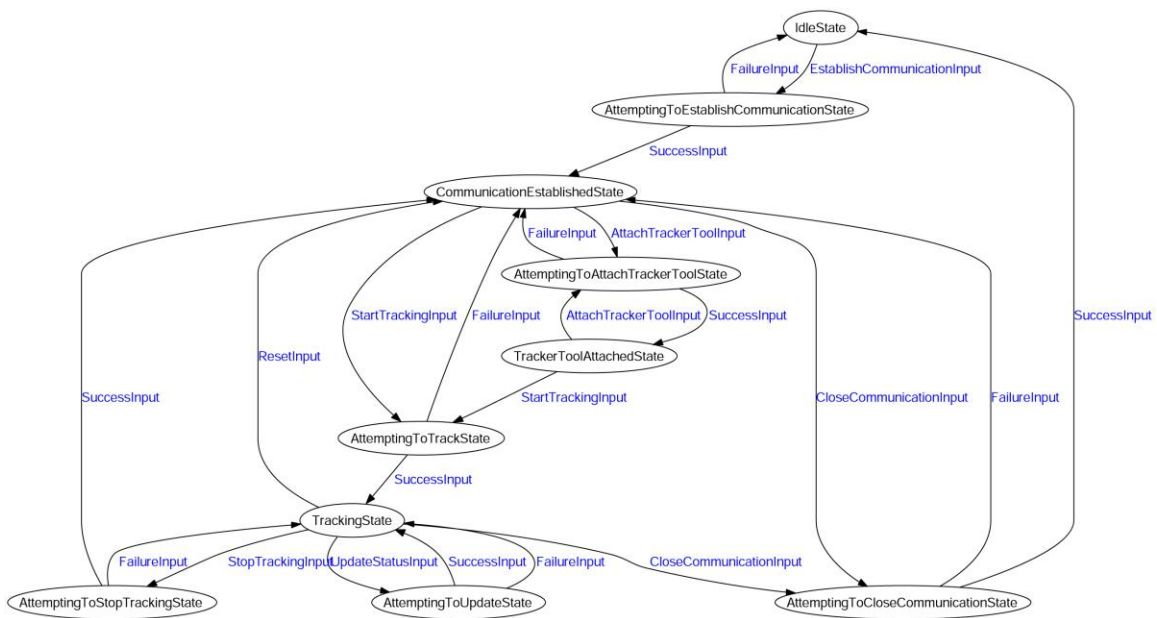 IdleState
FailureInput
EstablishCommunicationInput
AttemptingToEstablishCommunicationState
SuccessInput
CommunicationEstablishedState
FailureInput
AttachTrackerToolInput
AttemptingToAttachTrackerToolState
StartTrackingInput
FailureInput
AttachTrackerToolInput
SuccessInput
SuccessInput
ResetInput
TrackerToolAttachedState
SuccessInput
StartTrackingInput
CloseCommunicationInput
FailureInput
AttemptingToTrackState
SuccessInput
TrackingState
FailureInput
StopTrackingInput
UpdateStatusInput
SuccessInput
FailureInput
CloseCommunicationInput
AttemptingToStopTrackingState
AttemptingToUpdateState
AttemptingToCloseCommunicationState